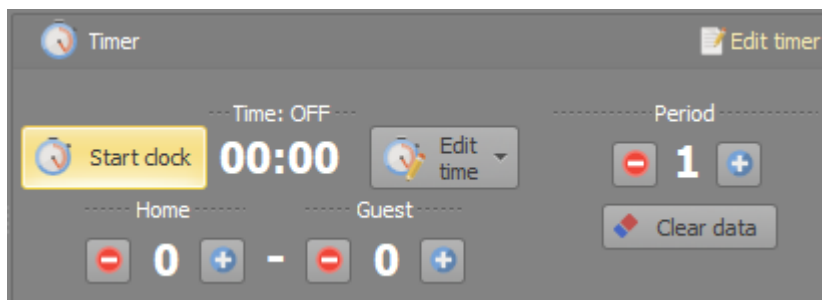 Timer
Edit timer
Time: OFF
Period
Start clock
00:00
Edit
time
1
Home
Guest
Clear data
0 - 0